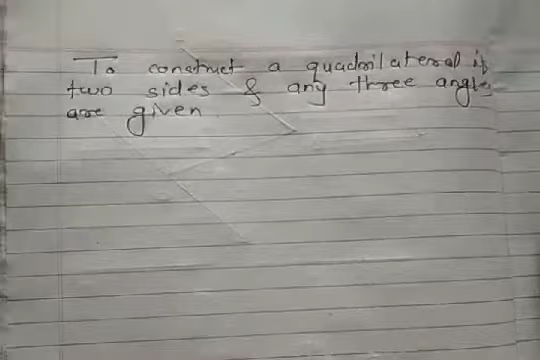 To construct a quadrilateral if
two sides & any three angles
are given.